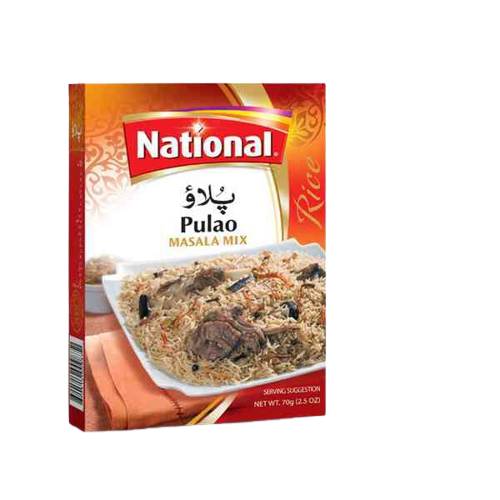 National
پلاؤ
Pulao
MASALA MIX
Rice
SERVING SUGGESTION
NET WT. 70g (2.5 OZ)